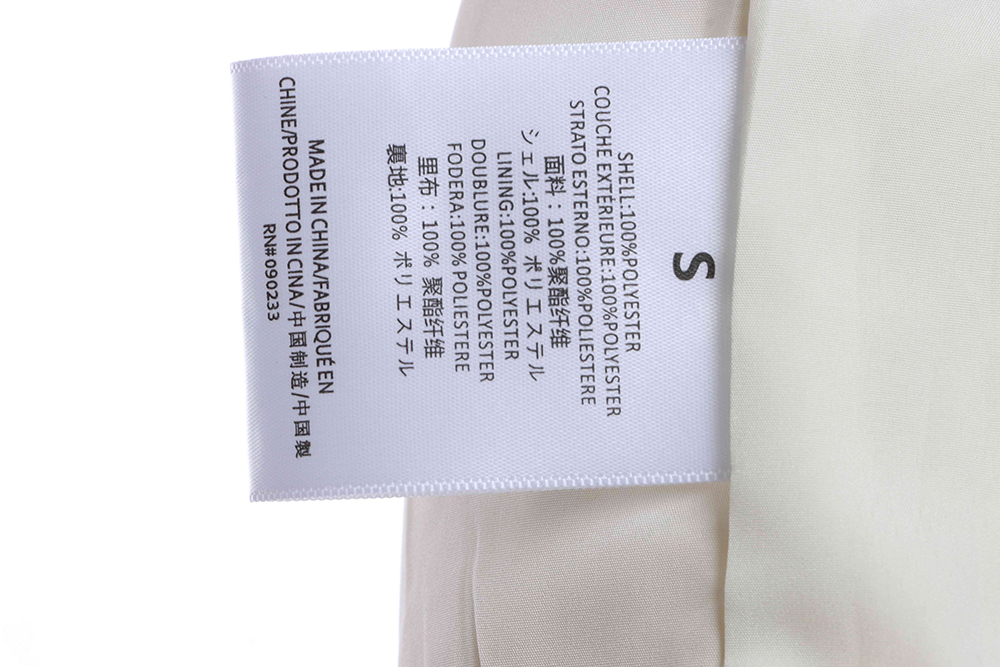 S
SHELL:100%POLYESTER
COUCHE EXTÉRIEURE:100%POLYESTER
STRATO ESTERNO:100%POLIESTERE
面料：100%聚酯纤维
シェル:100% ポリエステル
LINING:100%POLYESTER
DOUBLURE:100%POLYESTER
FODERA:100%POLIESTERE
里布：100% 聚酯纤维
裏地:100% ポリエステル
MADE IN CHINA/FABRIQUÉ EN
CHINE/PRODOTTO IN CINA/中国制造/中国製
RN#090233